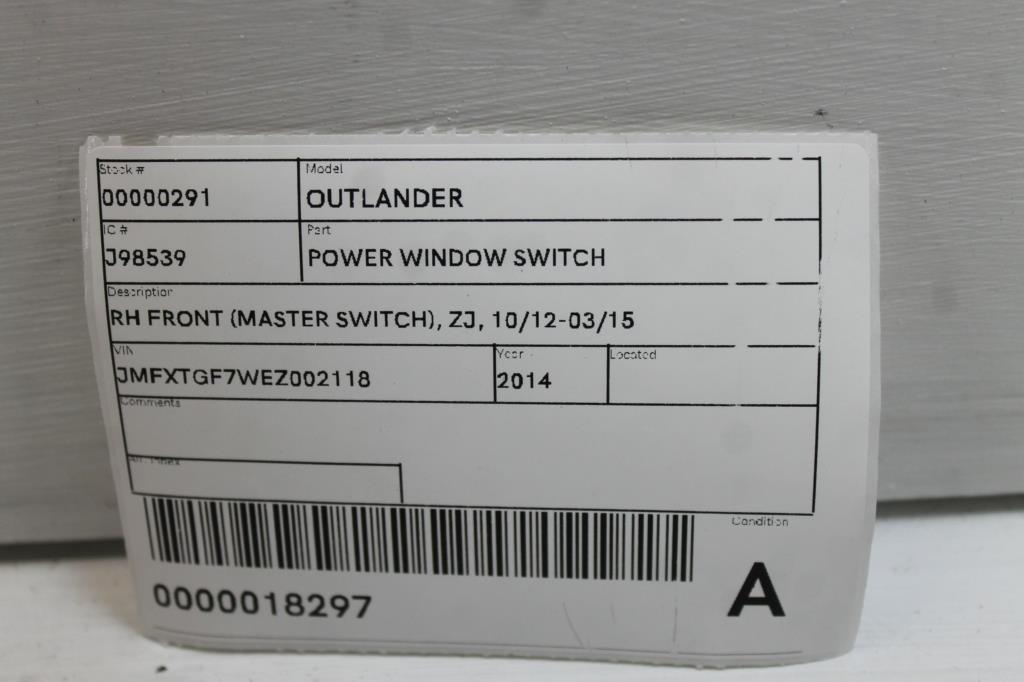 Stock # Model
00000291 OUTLANDER
IC # Part
J98539 POWER WINDOW SWITCH
Description
RH FRONT (MASTER SWITCH), ZJ, 10/12-03/15
VIN Year Located
JMFXTGF7WEZ002118 2014
Comments
Condition
0000018297 A